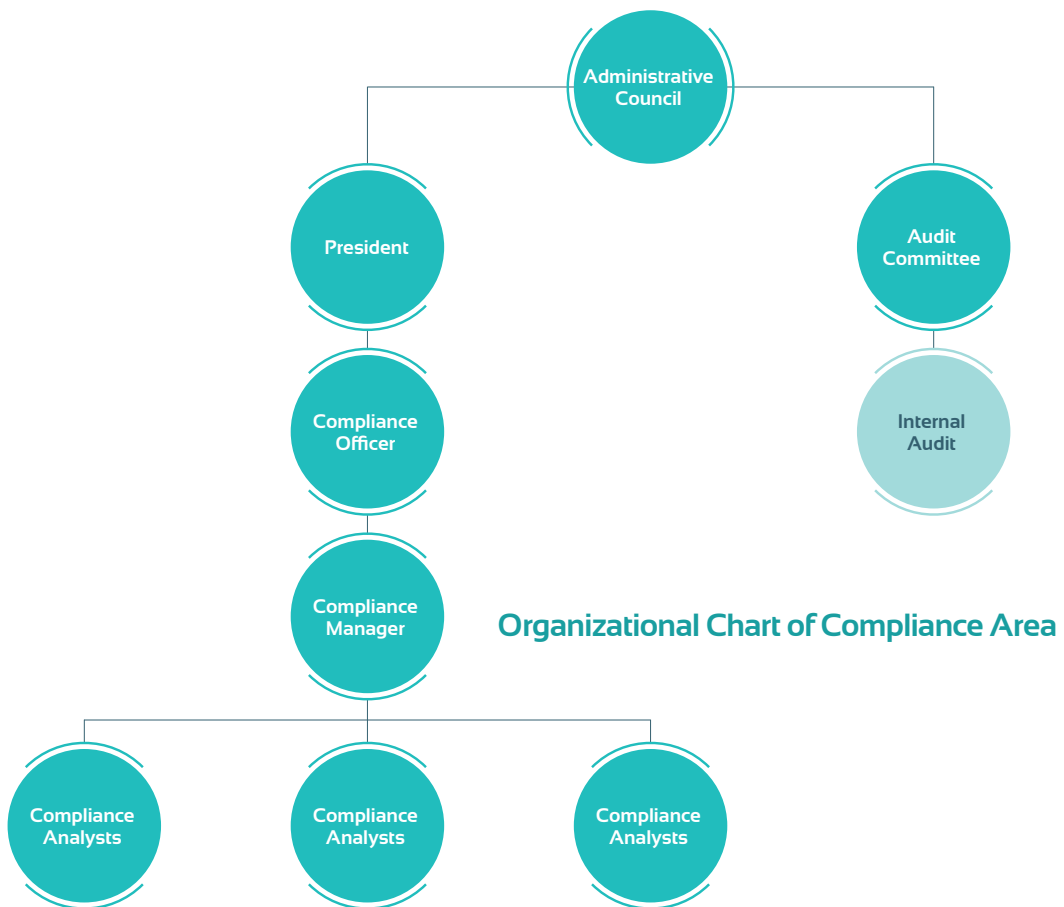 Administrative
Council
President
Audit
Committee
Compliance
Officer
Internal
Audit
Compliance
Manager
Organizational Chart of Compliance Area
Compliance
Analysts
Compliance
Analysts
Compliance
Analysts